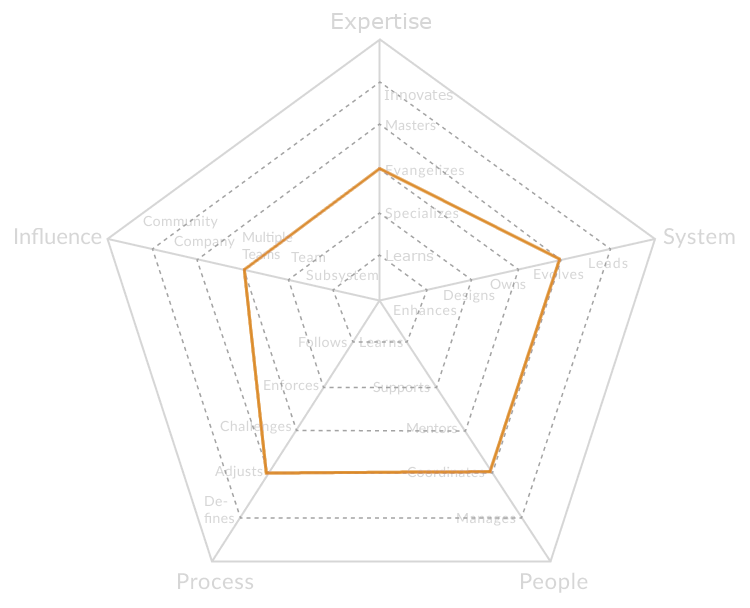 Expertise
Innovates
Masters
Evangelizes
Specializes
Learns
Influence
Community
Company
Multiple
Teams
Team
Subsystem
System
Leads
Evolves
Owns
Designs
Enhances
Follows
Learns
Enforces
Supports
Challenges
Mentors
Adjusts
Coordinates
De-
fines
Manages
Process
People